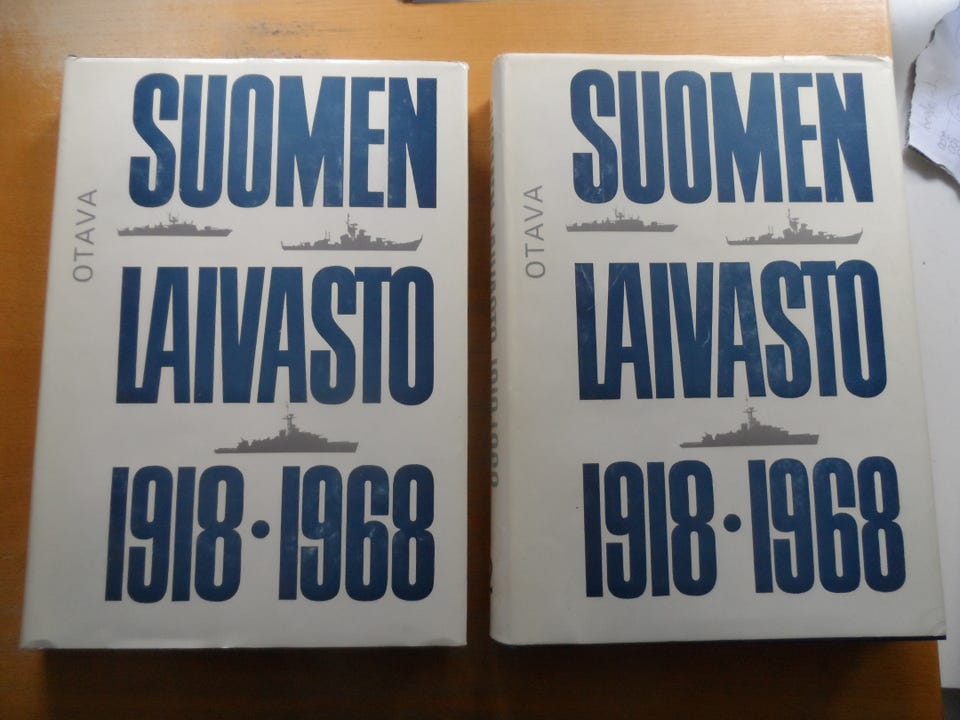 SUOMEN
OTAVA
LAIVASTO
1918·1968
SUOMEN
OTAVA
LAIVASTO
1918·1968